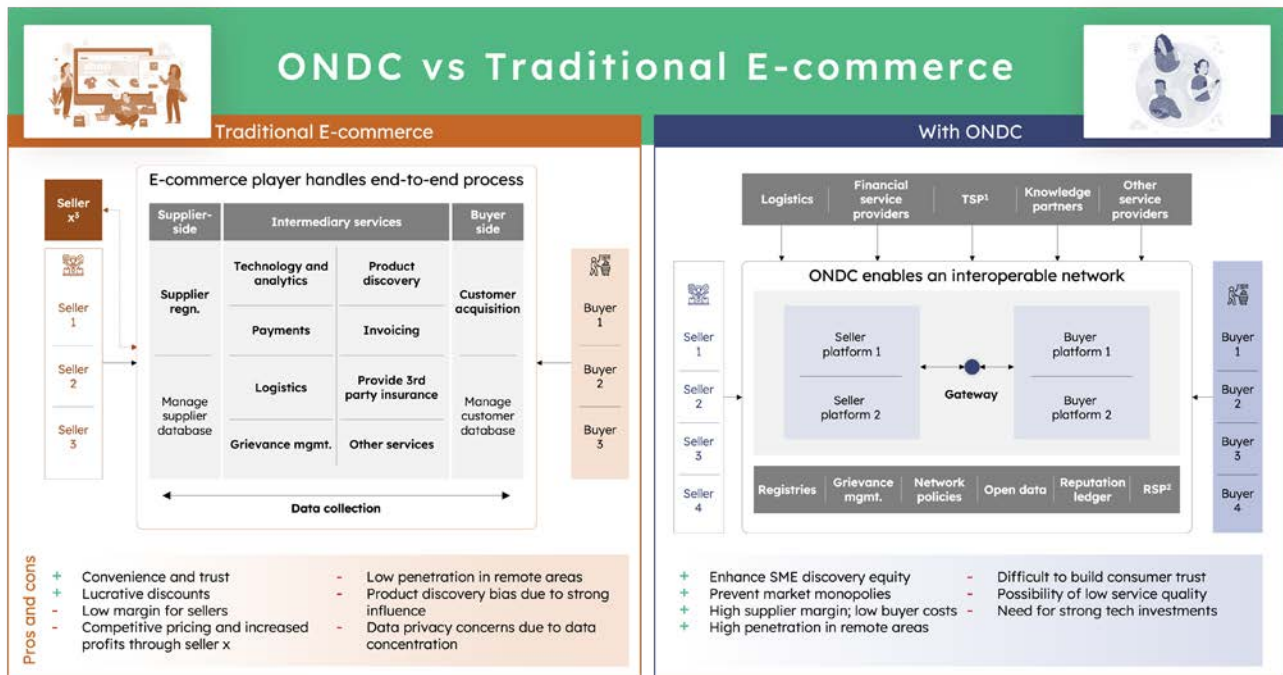 ONDC vs Traditional E-commerce
Traditional E-commerce
E-commerce player handles end-to-end process
Seller
x³
Seller
1
Seller
2
Seller
3
Supplier-
side
Intermediary services
Buyer
side
Supplier
regn.
Manage
supplier
database
Technology and
analytics
Product
discovery
Payments
Invoicing
Logistics
Provide 3rd
party insurance
Grievance mgmt.
Other services
Customer
acquisition
Manage
customer
database
Data collection
Buyer
1
Buyer
2
Buyer
3
Pros and cons
+ Convenience and trust
+ Lucrative discounts
- Low margin for sellers
- Competitive pricing and increased
profits through seller x
- Low penetration in remote areas
- Product discovery bias due to strong
influence
- Data privacy concerns due to data
concentration
With ONDC
Logistics
Financial
service
providers
TSP¹
Knowledge
partners
Other
service
providers
ONDC enables an interoperable network
Seller
1
Seller
2
Seller
3
Seller
4
Seller
platform 1
Seller
platform 2
Gateway
Buyer
platform 1
Buyer
platform 2
Registries
Grievance
mgmt.
Network
policies
Open data
Reputation
ledger
RSP²
Buyer
1
Buyer
2
Buyer
3
Buyer
4
+ Enhance SME discovery equity
+ Prevent market monopolies
+ High supplier margin; low buyer costs
+ High penetration in remote areas
- Difficult to build consumer trust
- Possibility of low service quality
- Need for strong tech investments